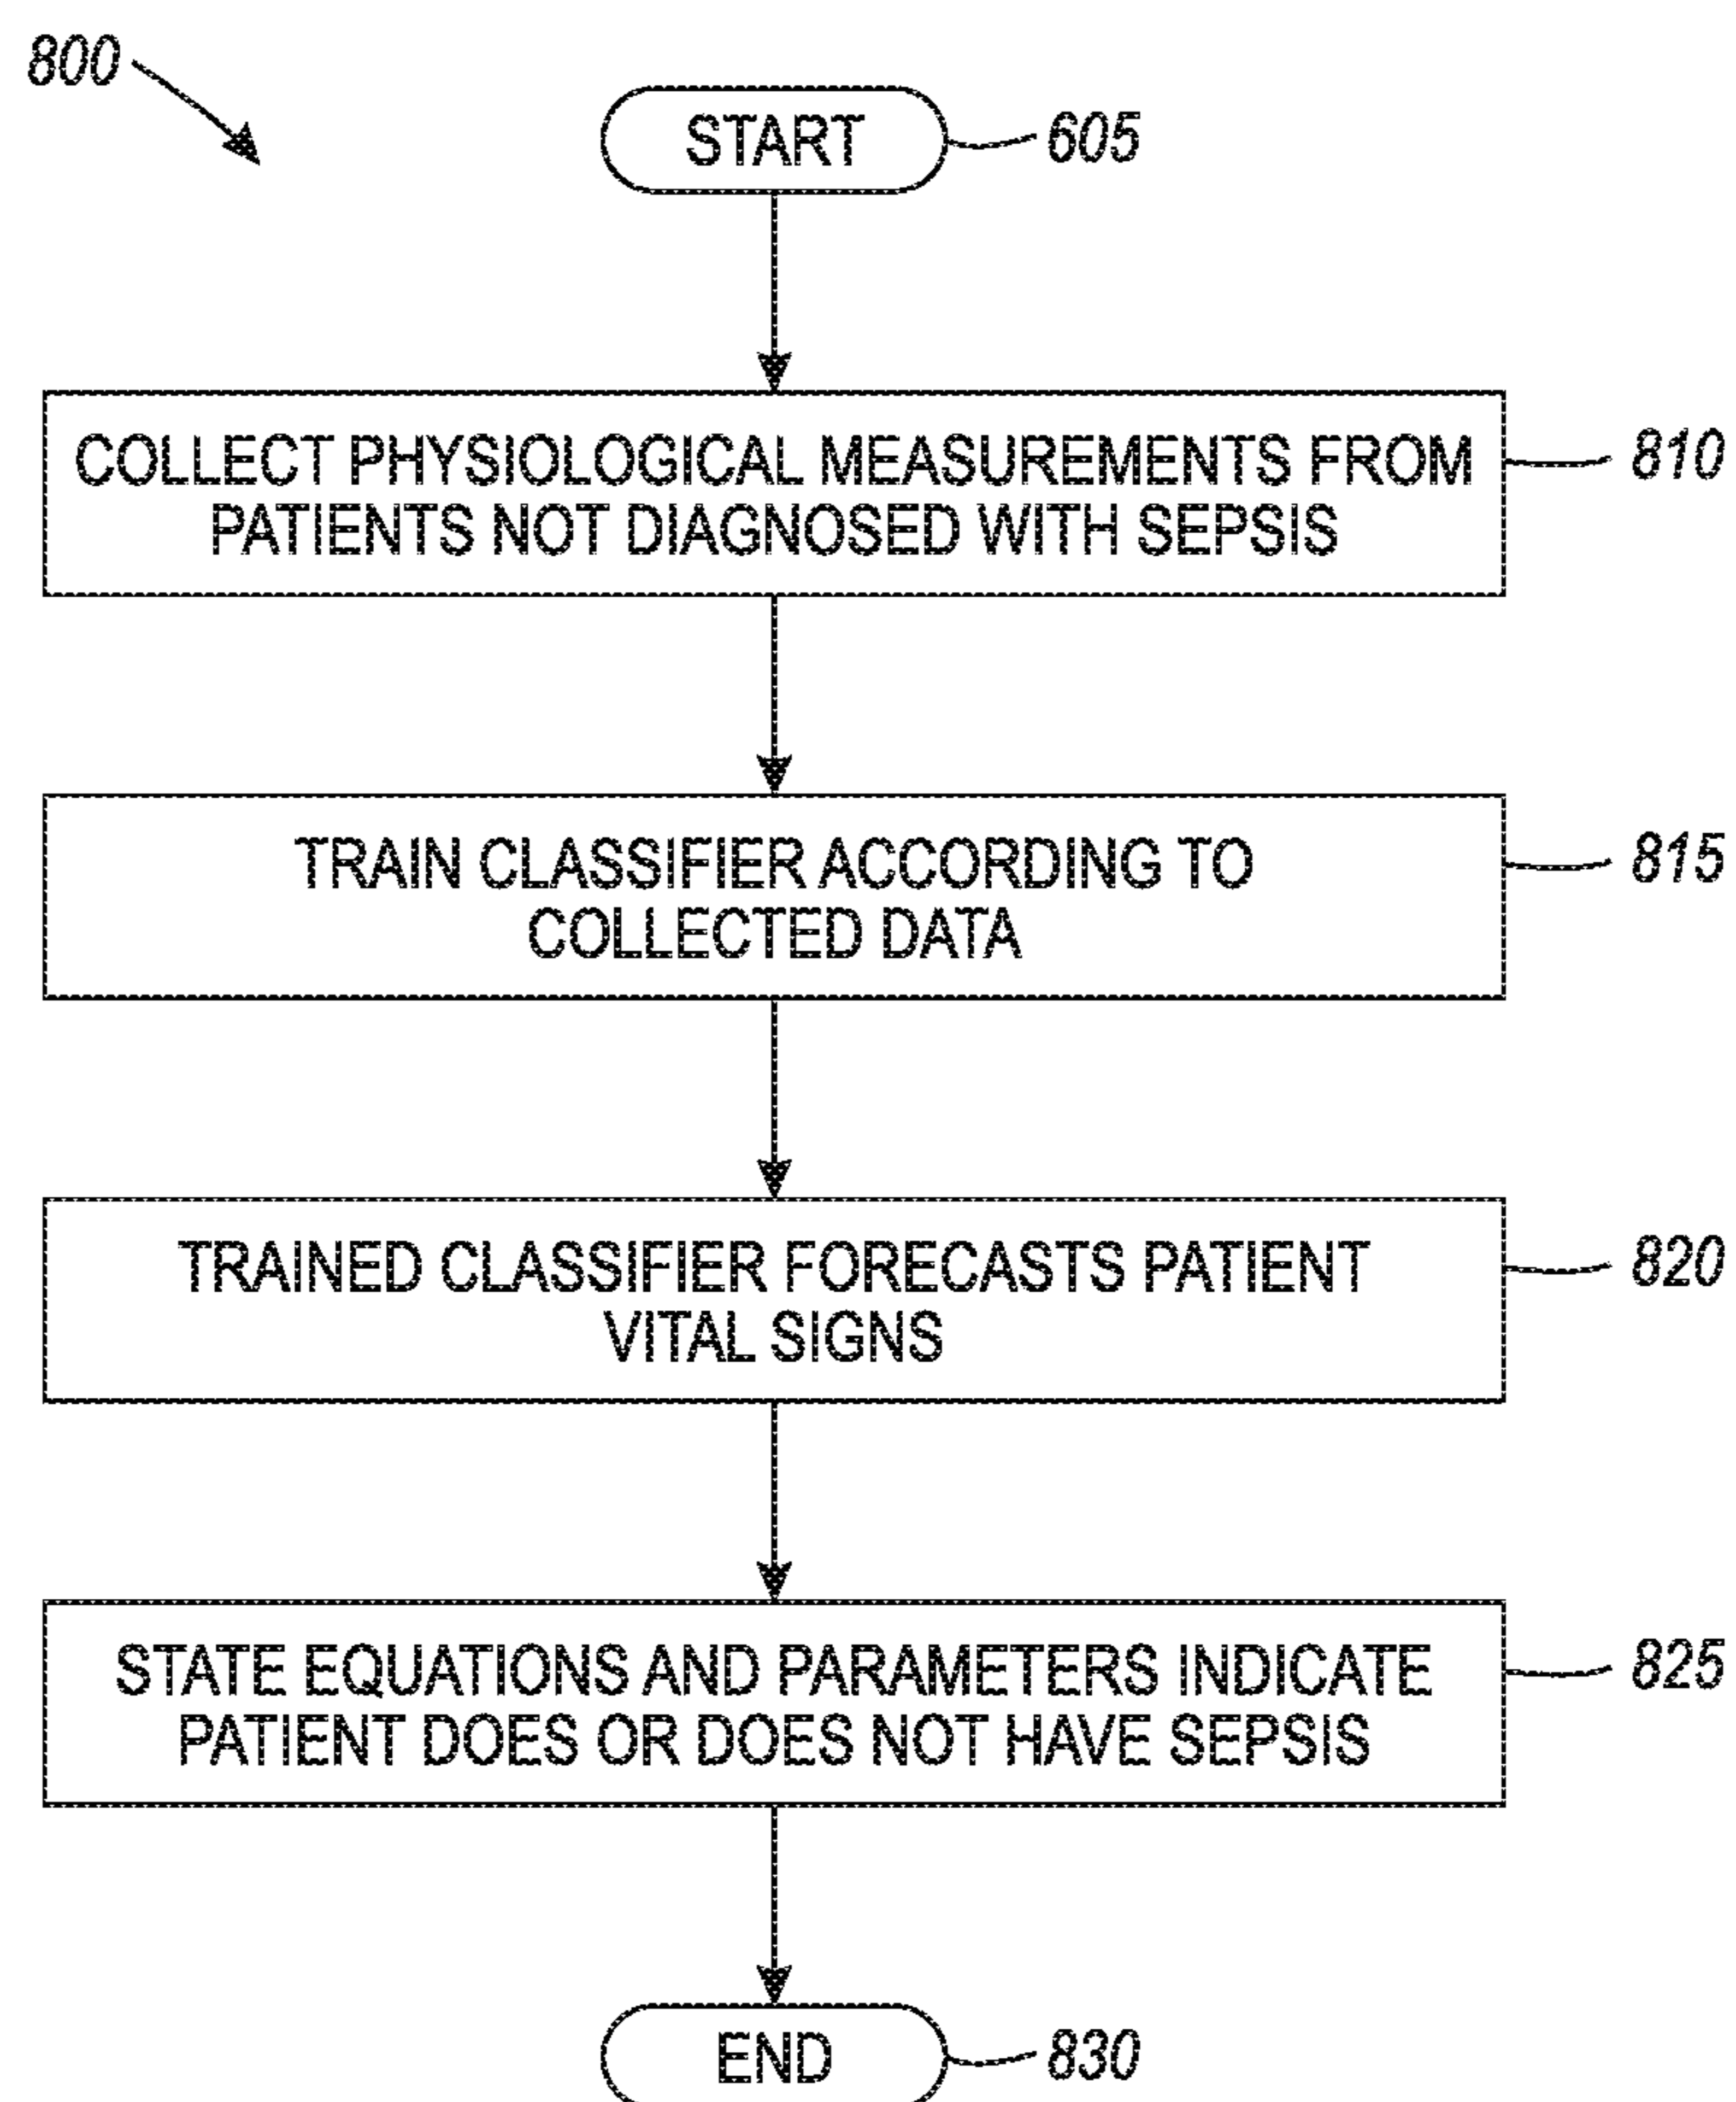 800
START
605
COLLECT PHYSIOLOGICAL MEASUREMENTS FROM
PATIENTS NOT DIAGNOSED WITH SEPSIS
810
TRAIN CLASSIFIER ACCORDING TO
COLLECTED DATA
815
TRAINED CLASSIFIER FORECASTS PATIENT
VITAL SIGNS
820
STATE EQUATIONS AND PARAMETERS INDICATE
PATIENT DOES OR DOES NOT HAVE SEPSIS
825
END
830